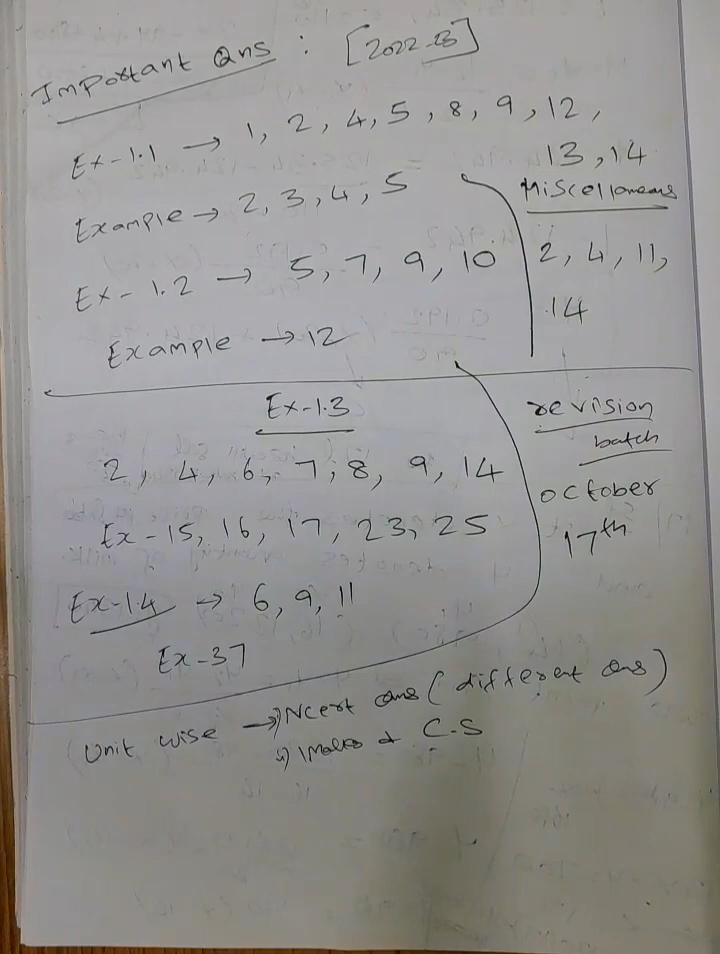 Important Qns : [2022-23]
Ex-1.1 → 1, 2, 4, 5, 8, 9, 12,
13, 14
Example → 2, 3, 4, 5
Ex-1.2 → 5, 7, 9, 10
Example → 12
Miscellaneous
2, 4, 11,
14
Ex-1.3
2, 4, 6, 7, 8, 9, 14
Ex-15, 16, 17, 23, 25
Ex-1.4 → 6, 9, 11
Ex-37
revision
batch
october
17th
Unit wise → i) Ncert Qns (different Qns)
ii) 1 C.S